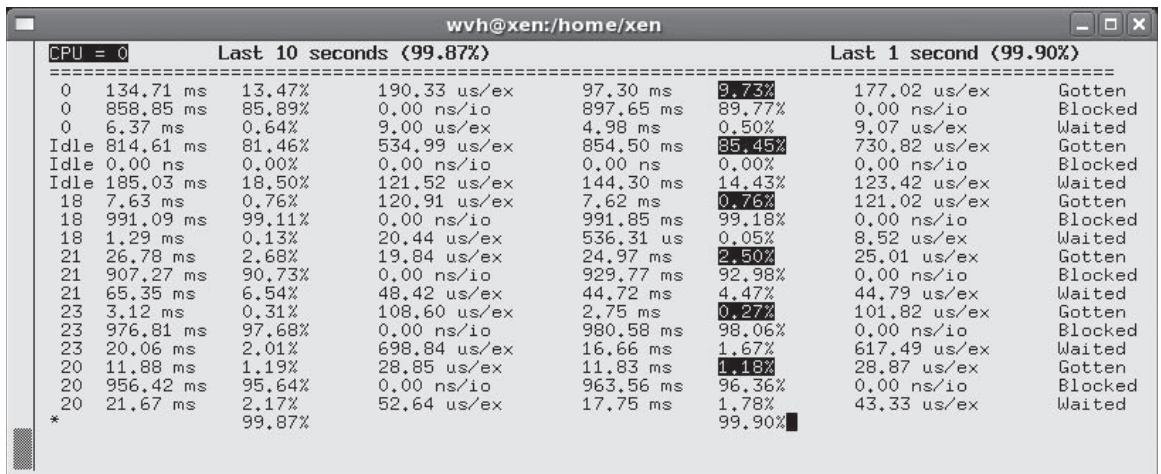 wvh@xen:/home/xen
CPU = 0 Last 10 seconds (99.87%) Last 1 second (99.90%)
=========================================================================================================
0 134.71 ms 13.47% 190.33 us/ex 97.30 ms 9.73% 177.02 us/ex Gotten
0 858.85 ms 85.89% 0.00 ns/io 897.65 ms 89.77% 0.00 ns/io Blocked
0 6.37 ms 0.64% 9.00 us/ex 4.98 ms 0.50% 9.07 us/ex Waited
Idle 814.61 ms 81.46% 534.99 us/ex 854.50 ms 85.45% 730.82 us/ex Gotten
Idle 0.00 ns 0.00% 0.00 ns/io 0.00 ns 0.00% 0.00 ns/io Blocked
Idle 185.03 ms 18.50% 121.52 us/ex 144.30 ms 14.43% 123.42 us/ex Waited
18 7.63 ms 0.76% 120.91 us/ex 7.62 ms 0.76% 121.02 us/ex Gotten
18 991.09 ms 99.11% 0.00 ns/io 991.85 ms 99.18% 0.00 ns/io Blocked
18 1.29 ms 0.13% 20.44 us/ex 536.31 us 0.05% 8.52 us/ex Waited
21 26.78 ms 2.68% 19.84 us/ex 24.97 ms 2.50% 25.01 us/ex Gotten
21 907.27 ms 90.73% 0.00 ns/io 929.77 ms 92.98% 0.00 ns/io Blocked
21 65.35 ms 6.54% 48.42 us/ex 44.72 ms 4.47% 44.79 us/ex Waited
23 3.12 ms 0.31% 108.60 us/ex 2.75 ms 0.27% 101.82 us/ex Gotten
23 976.81 ms 97.68% 0.00 ns/io 980.58 ms 98.06% 0.00 ns/io Blocked
23 20.06 ms 2.01% 698.84 us/ex 16.66 ms 1.67% 617.49 us/ex Waited
20 11.88 ms 1.19% 28.85 us/ex 11.83 ms 1.18% 28.87 us/ex Gotten
20 956.42 ms 95.64% 0.00 ns/io 963.56 ms 96.36% 0.00 ns/io Blocked
20 21.67 ms 2.17% 52.64 us/ex 17.75 ms 1.78% 43.33 us/ex Waited
* 99.87% 99.90%